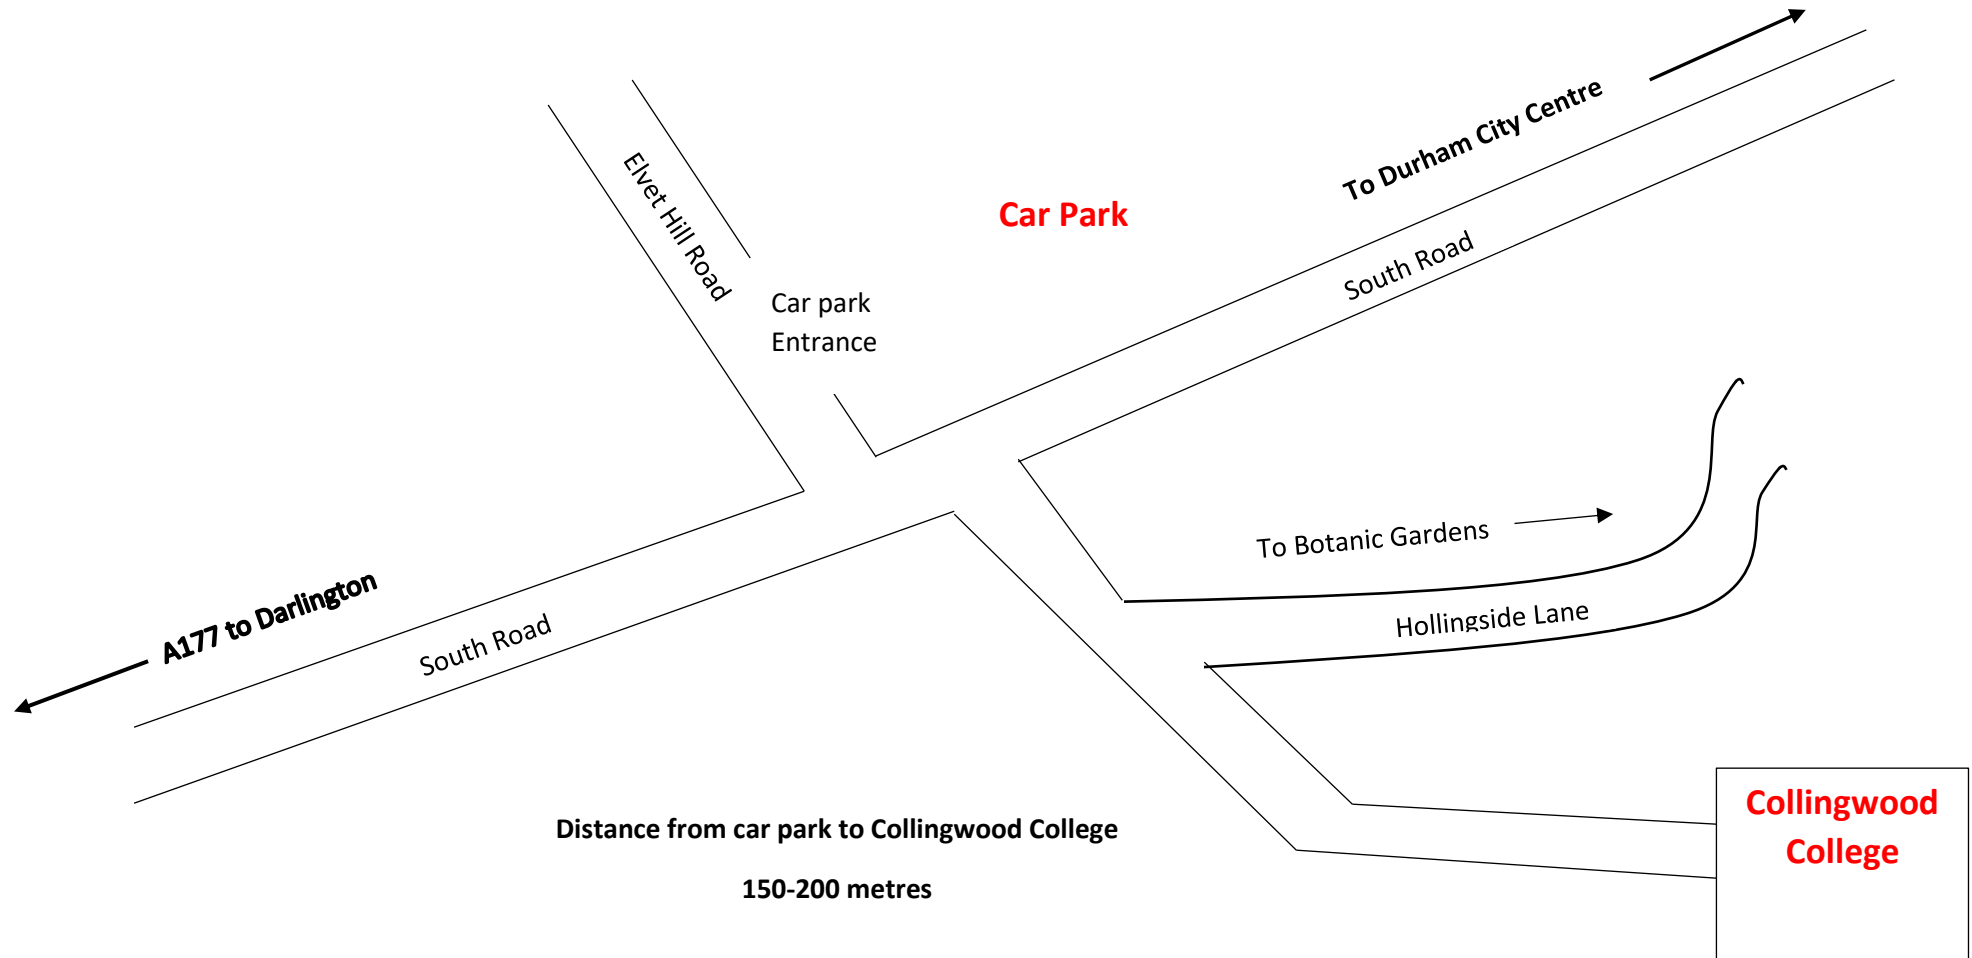 To Durham City Centre
Elvet Hill Road
Car Park
South Road
Car park
Entrance
To Botanic Gardens
A177 to Darlington
South Road
Hollingside Lane
Distance from car park to Collingwood College
150-200 metres
Collingwood
College